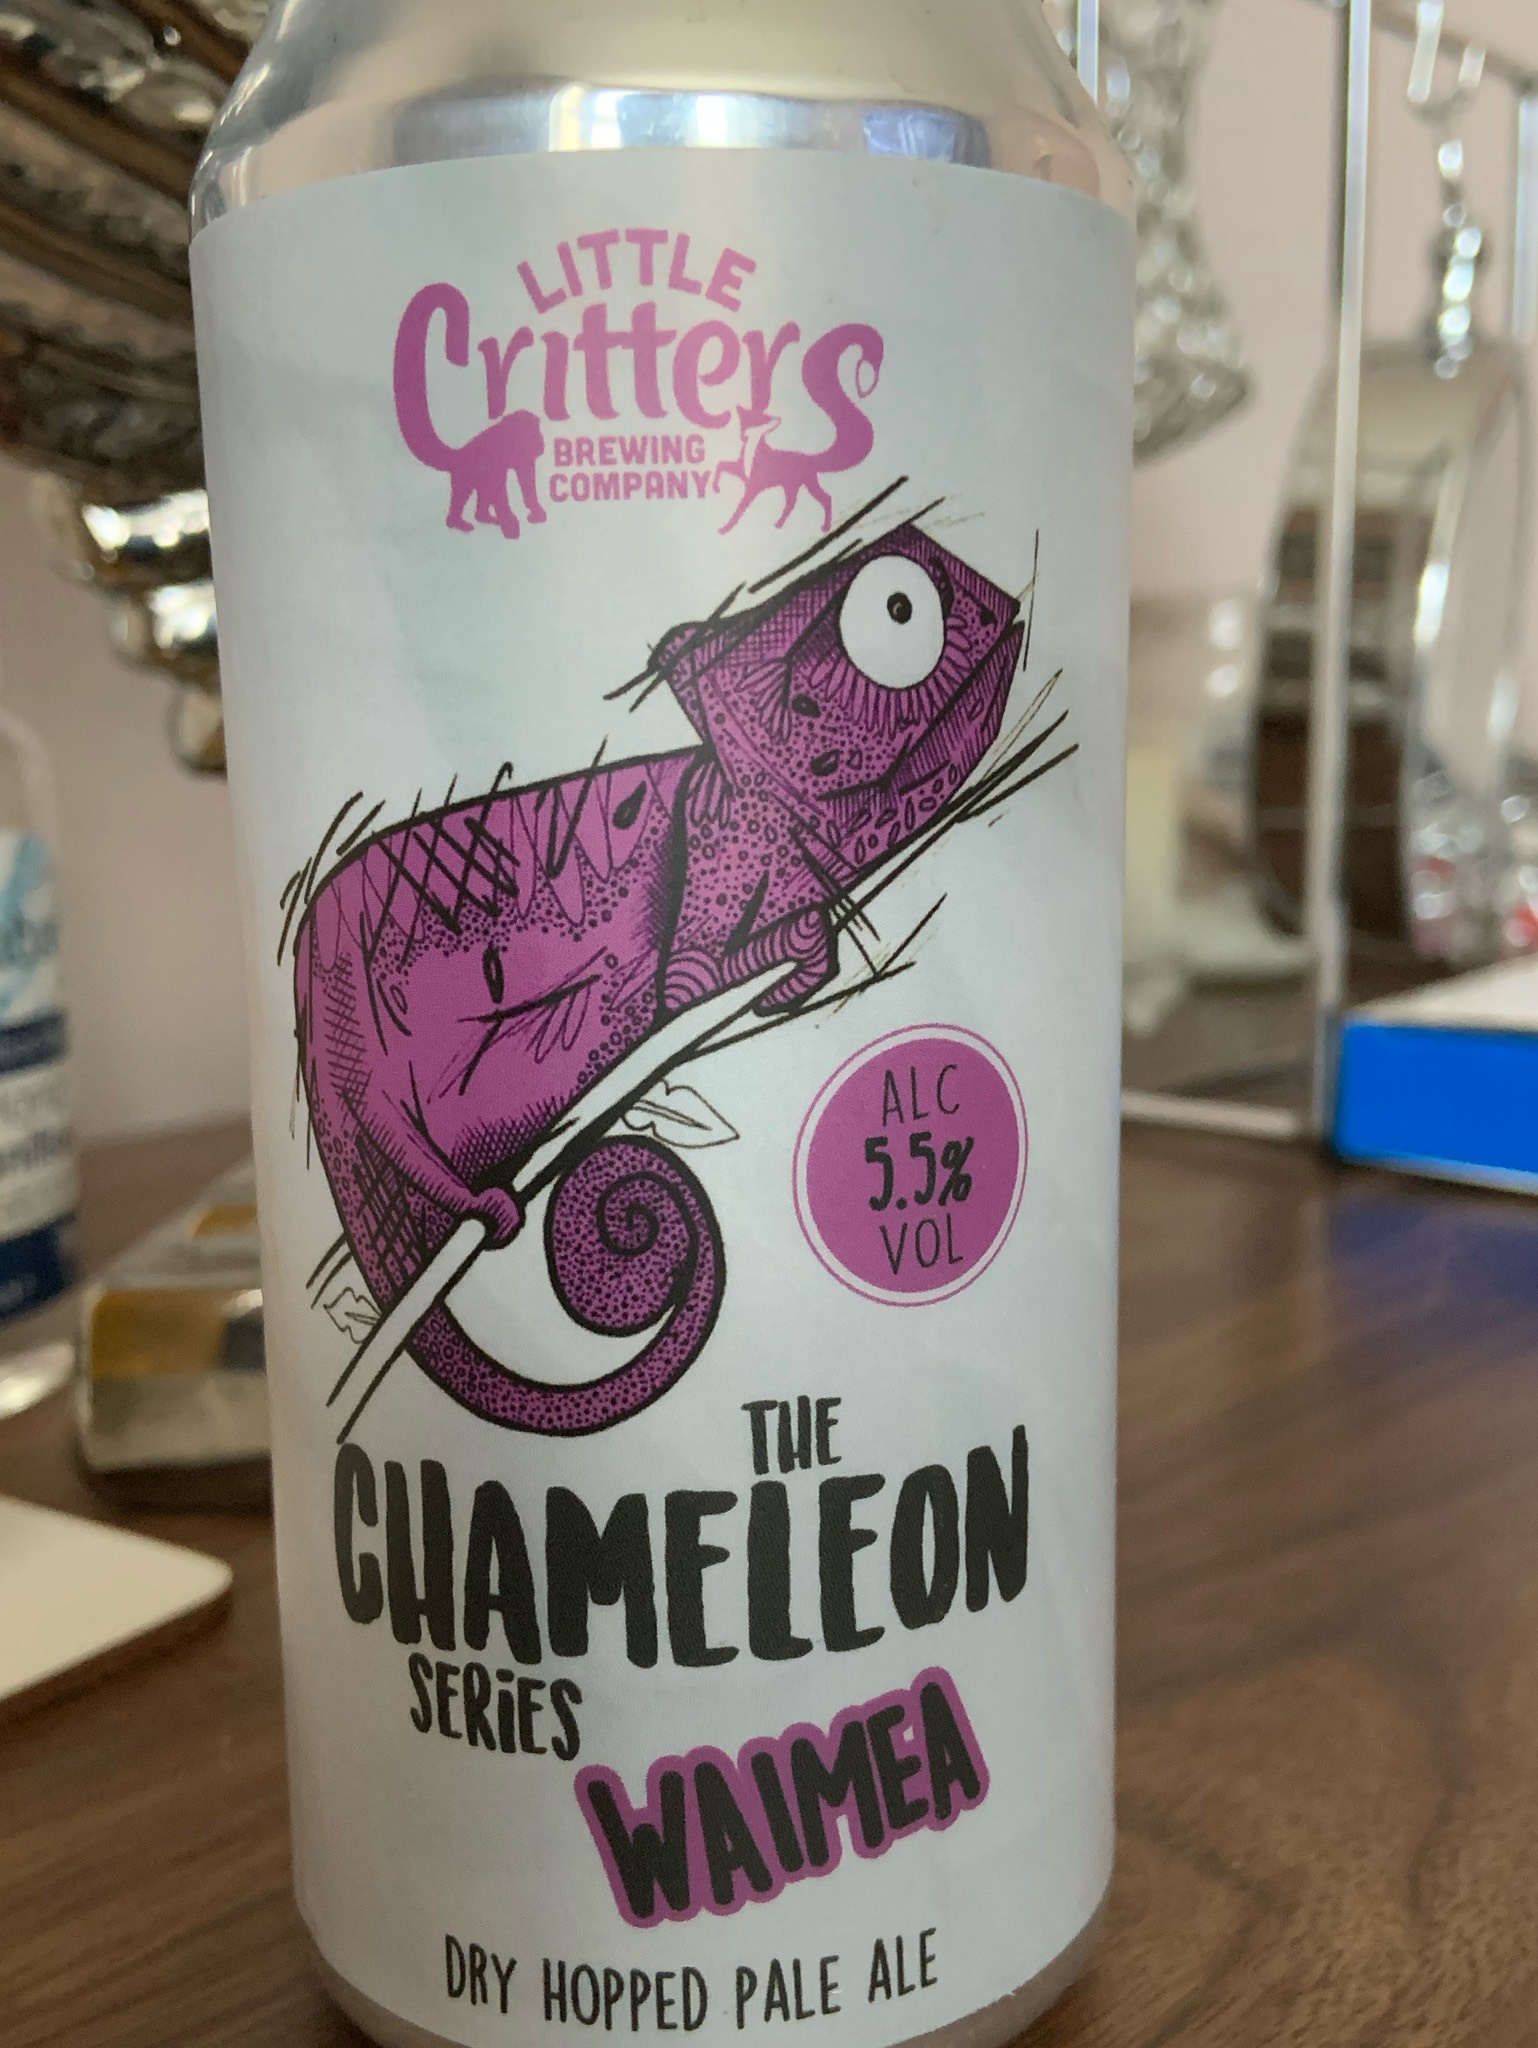 LITTLE
Critters
BREWING
COMPANY
ALC
5.5%
VOL
THE
CHAMELEON
SERiES
WAIMEA
DRY HOPPED PALE ALE